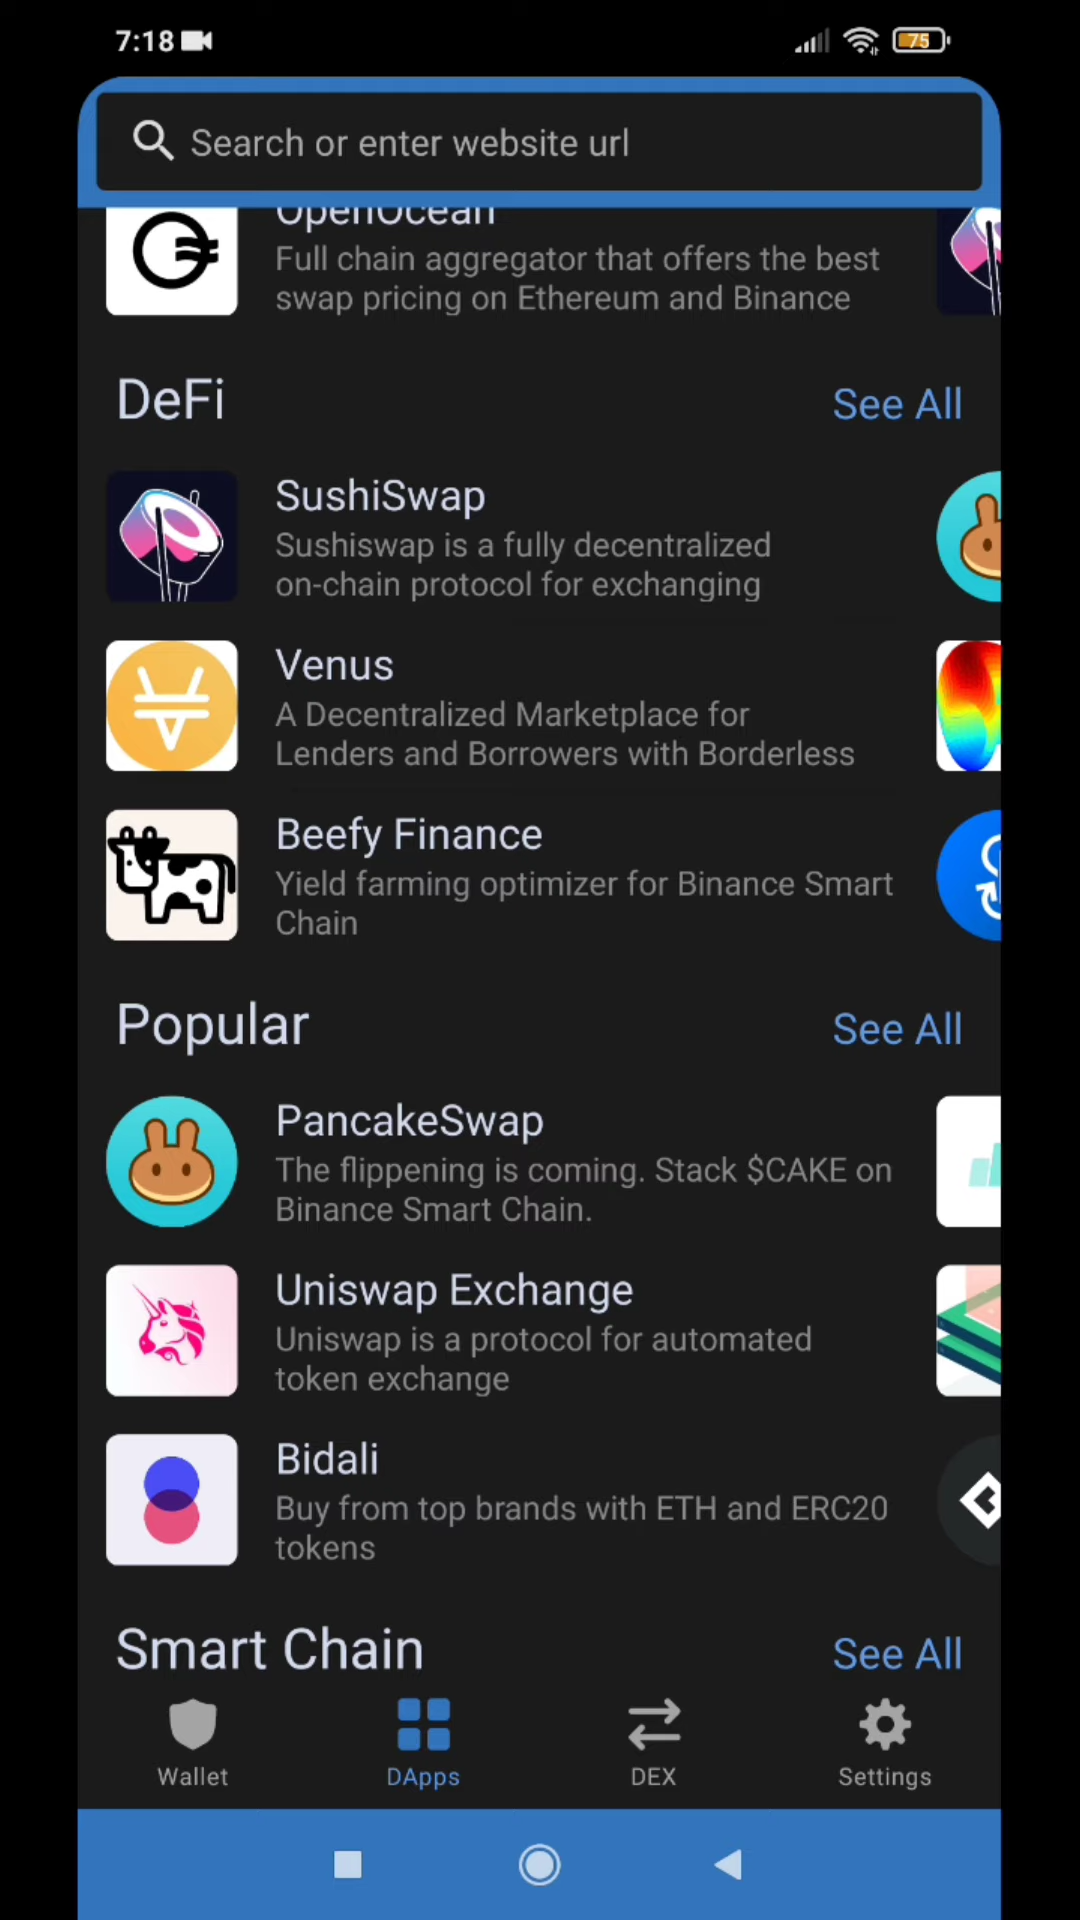 7:18
75
Search or enter website url
OpenOcean
Full chain aggregator that offers the best
swap pricing on Ethereum and Binance
DeFi
See All
SushiSwap
Sushiswap is a fully decentralized
on-chain protocol for exchanging
Venus
A Decentralized Marketplace for
Lenders and Borrowers with Borderless
Beefy Finance
Yield farming optimizer for Binance Smart
Chain
Popular
See All
PancakeSwap
The flippening is coming. Stack $CAKE on
Binance Smart Chain.
Uniswap Exchange
Uniswap is a protocol for automated
token exchange
Bidali
Buy from top brands with ETH and ERC20
tokens
Smart Chain
See All
Wallet
DApps
DEX
Settings